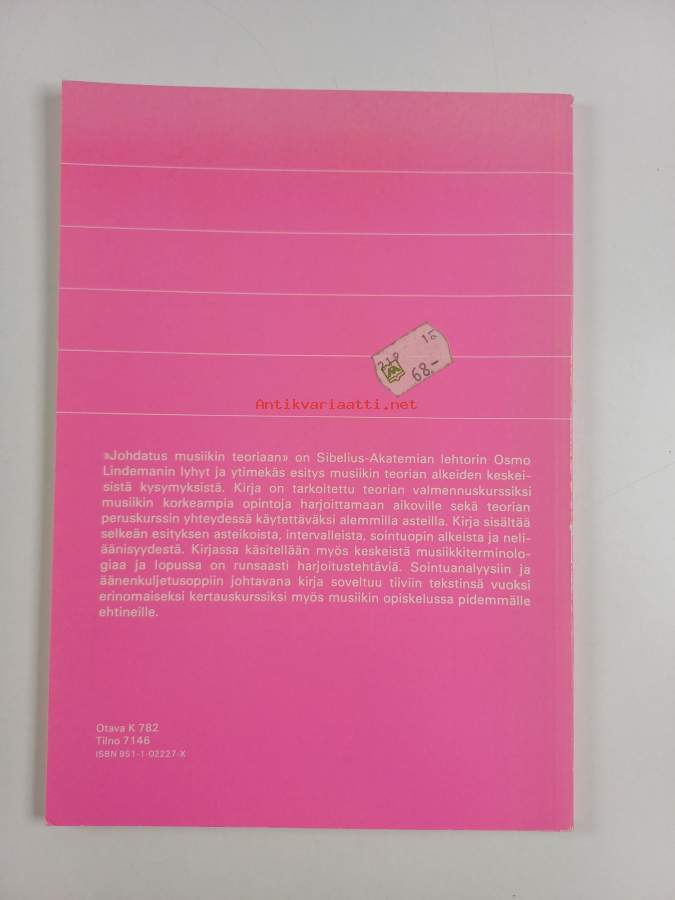 210
1a
68.-
Antikvariaatti.net
»Johdatus musiikin teoriaan» on Sibelius-Akatemian lehtorin Osmo
Lindemanin lyhyt ja ytimekäs esitys musiikin teorian alkeiden keskei-
sistä kysymyksistä. Kirja on tarkoitettu teorian valmennuskurssiksi
musiikin korkeampia opintoja harjoittamaan aikoville sekä teorian
peruskurssin yhteydessä käytettäväksi alemmilla asteilla. Kirja sisältää
selkeän esityksen asteikoista, intervalleista, sointuopin alkeista ja neli-
äänisyydestä. Kirjassa käsitellään myös keskeistä musiikkiterminolo-
giaa ja lopussa on runsaasti harjoitustehtäviä. Sointuanalyysiin ja
äänenkuljetusoppiin johtavana kirja soveltuu tiiviin tekstinsä vuoksi
erinomaiseksi kertauskurssiksi myös musiikin opiskelussa pidemmälle
ehtineille.
Otava K 782
Tilno 7146
ISBN 951-1-02227-X